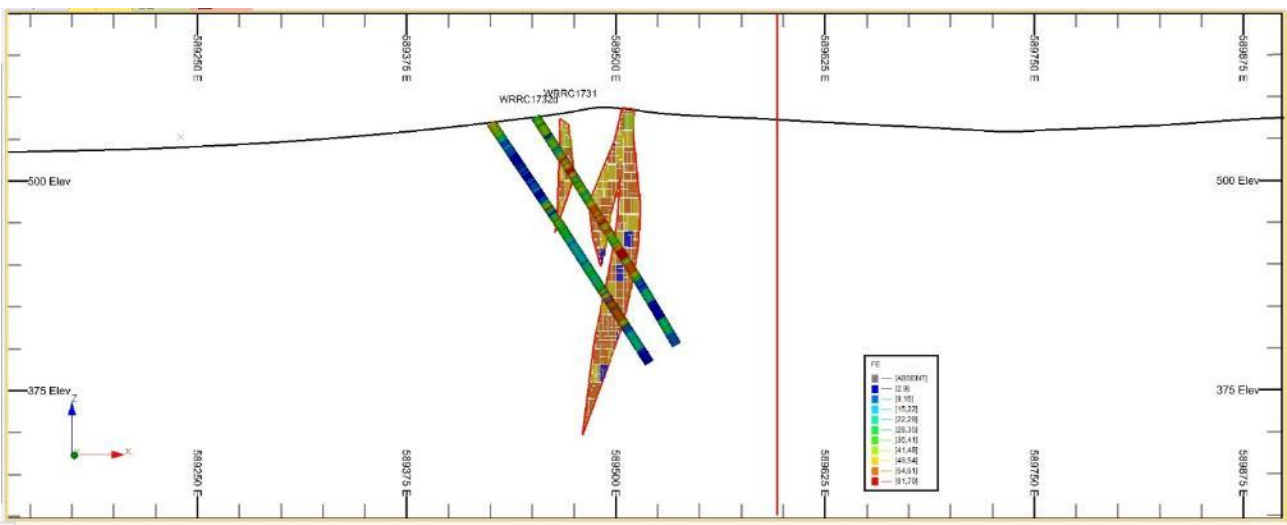 589250 m
589375 m
589500 m
589625 m
589750 m
589875 m
WRRC1731
500 Elev
500 Elev
375 Elev
375 Elev
Z
X
FE
[ABSENT]
[2,9]
[9,15]
[15,22]
[22,28]
[28,35]
[35,41]
[41,48]
[48,54]
[54,61]
[61,70]
589250 m
589375 m
589500 m
589625 m
589750 m
589875 m